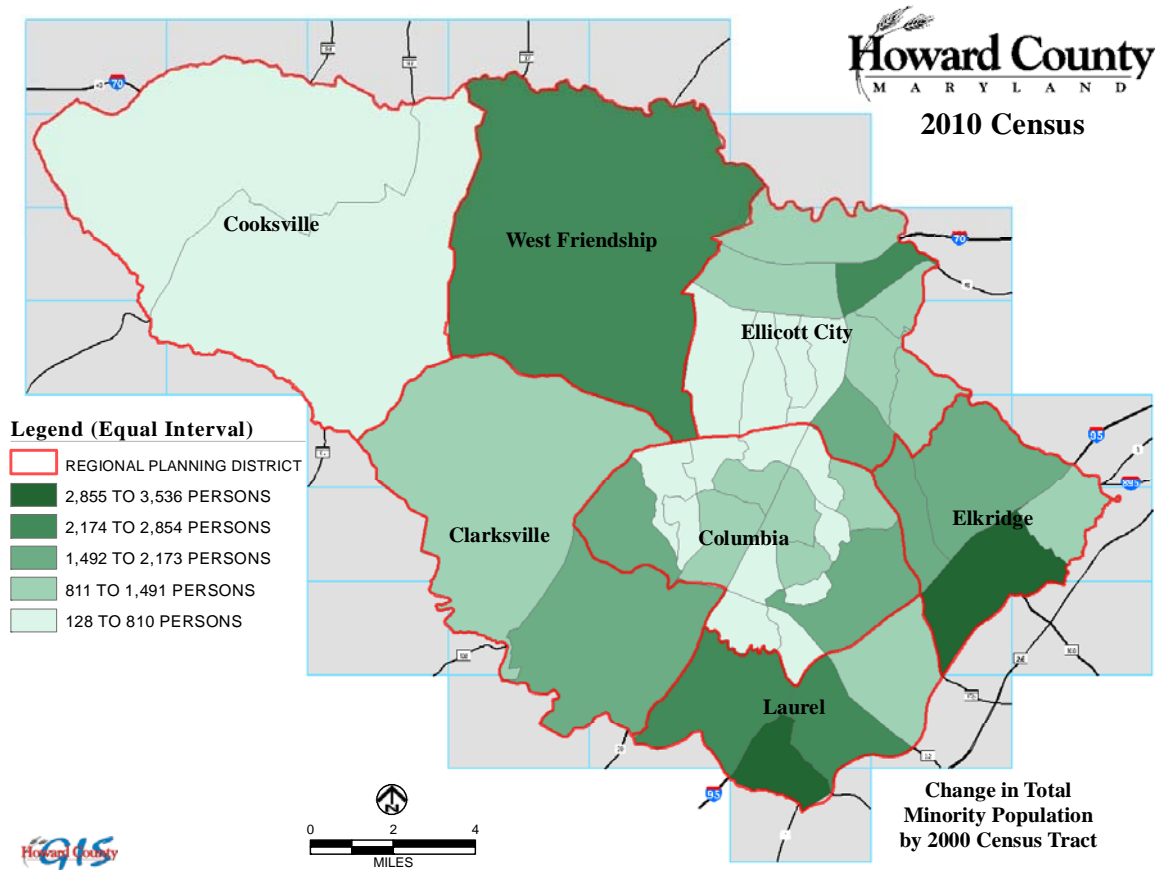 Howard County
MARYLAND
2010 Census
70
Cooksville
West Friendship
70
Ellicott City
Legend (Equal Interval)
REGIONAL PLANNING DISTRICT
2,855 TO 3,536 PERSONS
2,174 TO 2,854 PERSONS
1,492 TO 2,173 PERSONS
811 TO 1,491 PERSONS
128 TO 810 PERSONS
95
Clarksville
Columbia
Elkridge
Laurel
95
Change in Total
Minority Population
by 2000 Census Tract
N
0 2 4
MILES
Howard County
GIS